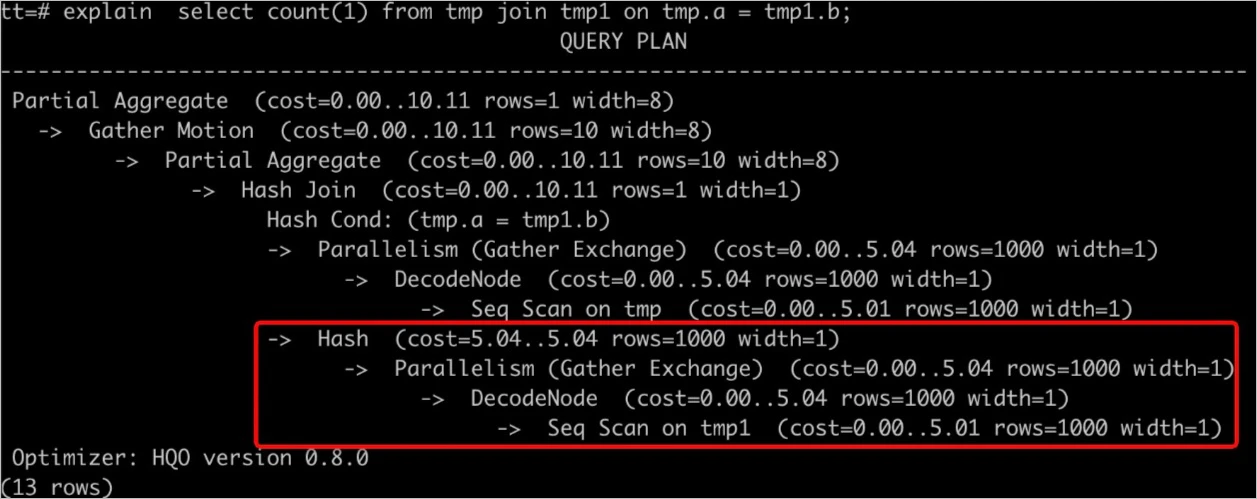 tt=# explain  select count(1) from tmp join tmp1 on tmp.a = tmp1.b;
QUERY PLAN
--------------------------------------------------------------------------------------------------
Partial Aggregate  (cost=0.00..10.11 rows=1 width=8)
->  Gather Motion  (cost=0.00..10.11 rows=10 width=8)
->  Partial Aggregate  (cost=0.00..10.11 rows=10 width=8)
->  Hash Join  (cost=0.00..10.11 rows=1 width=1)
Hash Cond: (tmp.a = tmp1.b)
->  Parallelism (Gather Exchange)  (cost=0.00..5.04 rows=1000 width=1)
->  DecodeNode  (cost=0.00..5.04 rows=1000 width=1)
->  Seq Scan on tmp  (cost=0.00..5.01 rows=1000 width=1)
->  Hash  (cost=5.04..5.04 rows=1000 width=1)
->  Parallelism (Gather Exchange)  (cost=0.00..5.04 rows=1000 width=1)
->  DecodeNode  (cost=0.00..5.04 rows=1000 width=1)
->  Seq Scan on tmp1  (cost=0.00..5.01 rows=1000 width=1)
Optimizer: HQO version 0.8.0
(13 rows)